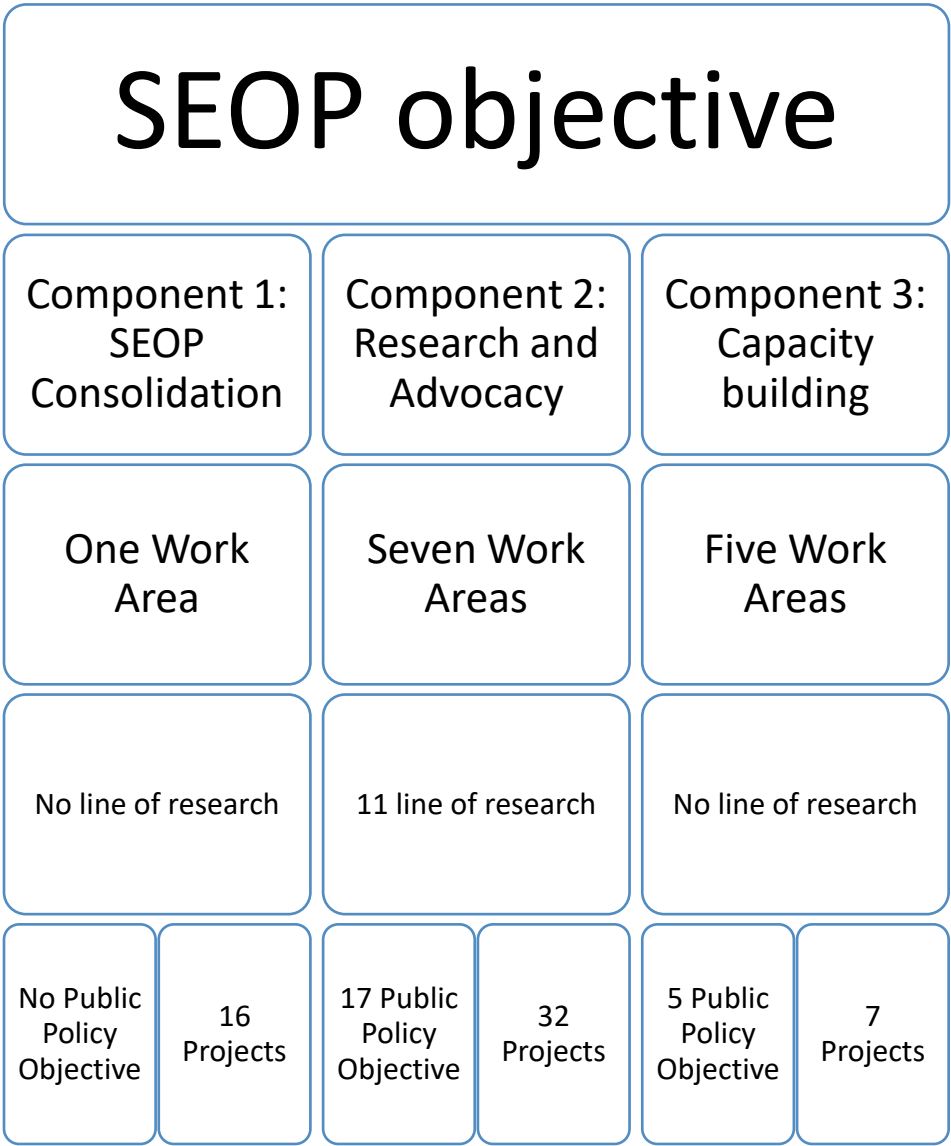 SEOP objective
Component 1:
SEOP
Consolidation
Component 2:
Research and
Advocacy
Component 3:
Capacity
building
One Work
Area
Seven Work
Areas
Five Work
Areas
No line of research
11 line of research
No line of research
No Public
Policy
Objective
16
Projects
17 Public
Policy
Objective
32
Projects
5 Public
Policy
Objective
7
Projects